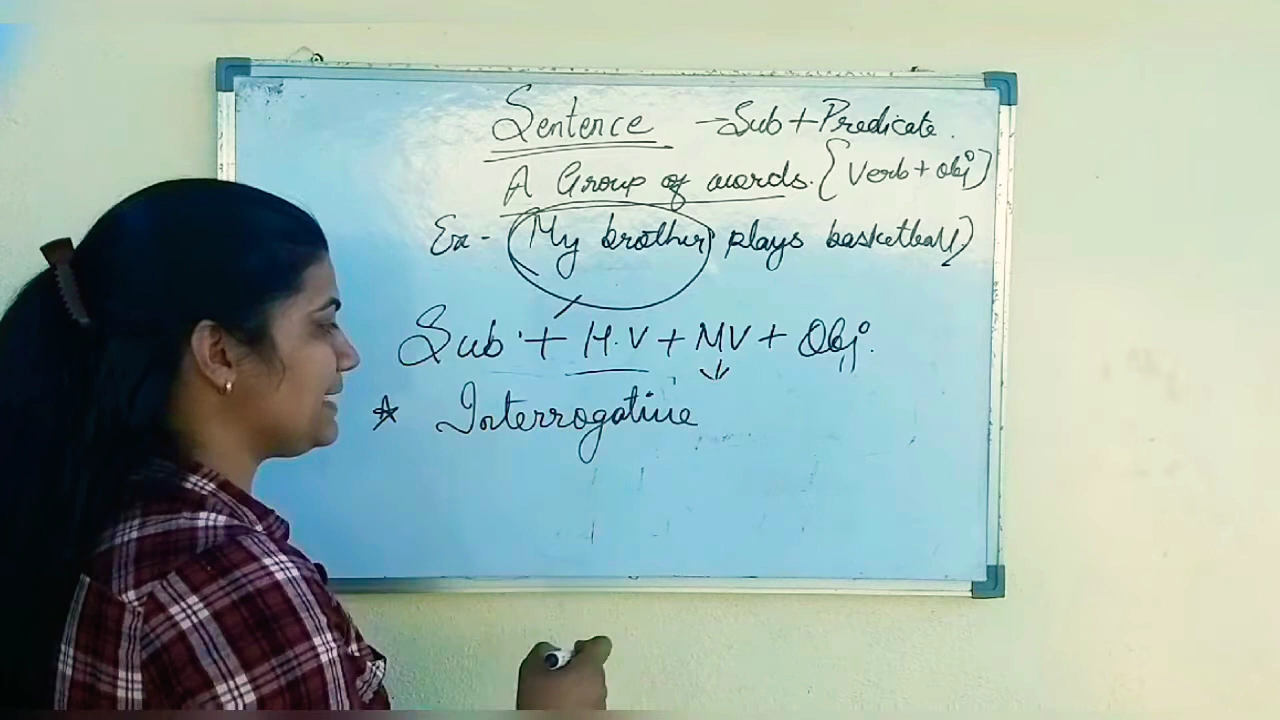 Sentence - Sub + Predicate.
A Group of words. {Verb + Obj}
Ex - My brother plays basketball)
Sub + H.V + MV + Obj.
☆ Interrogative